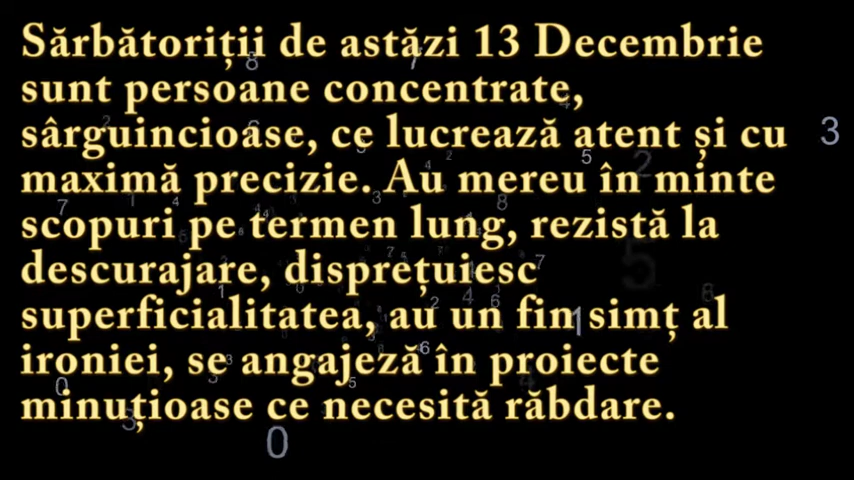 Sărbătoriții de astăzi 13 Decembrie
sunt persoane concentrate,
sârguincioase, ce lucrează atent și cu
maximă precizie. Au mereu în minte
scopuri pe termen lung, rezistă la
descurajare, disprețuiesc
superficialitatea, au un fin simț al
ironiei, se angajeză în proiecte
minuțioase ce necesită răbdare.